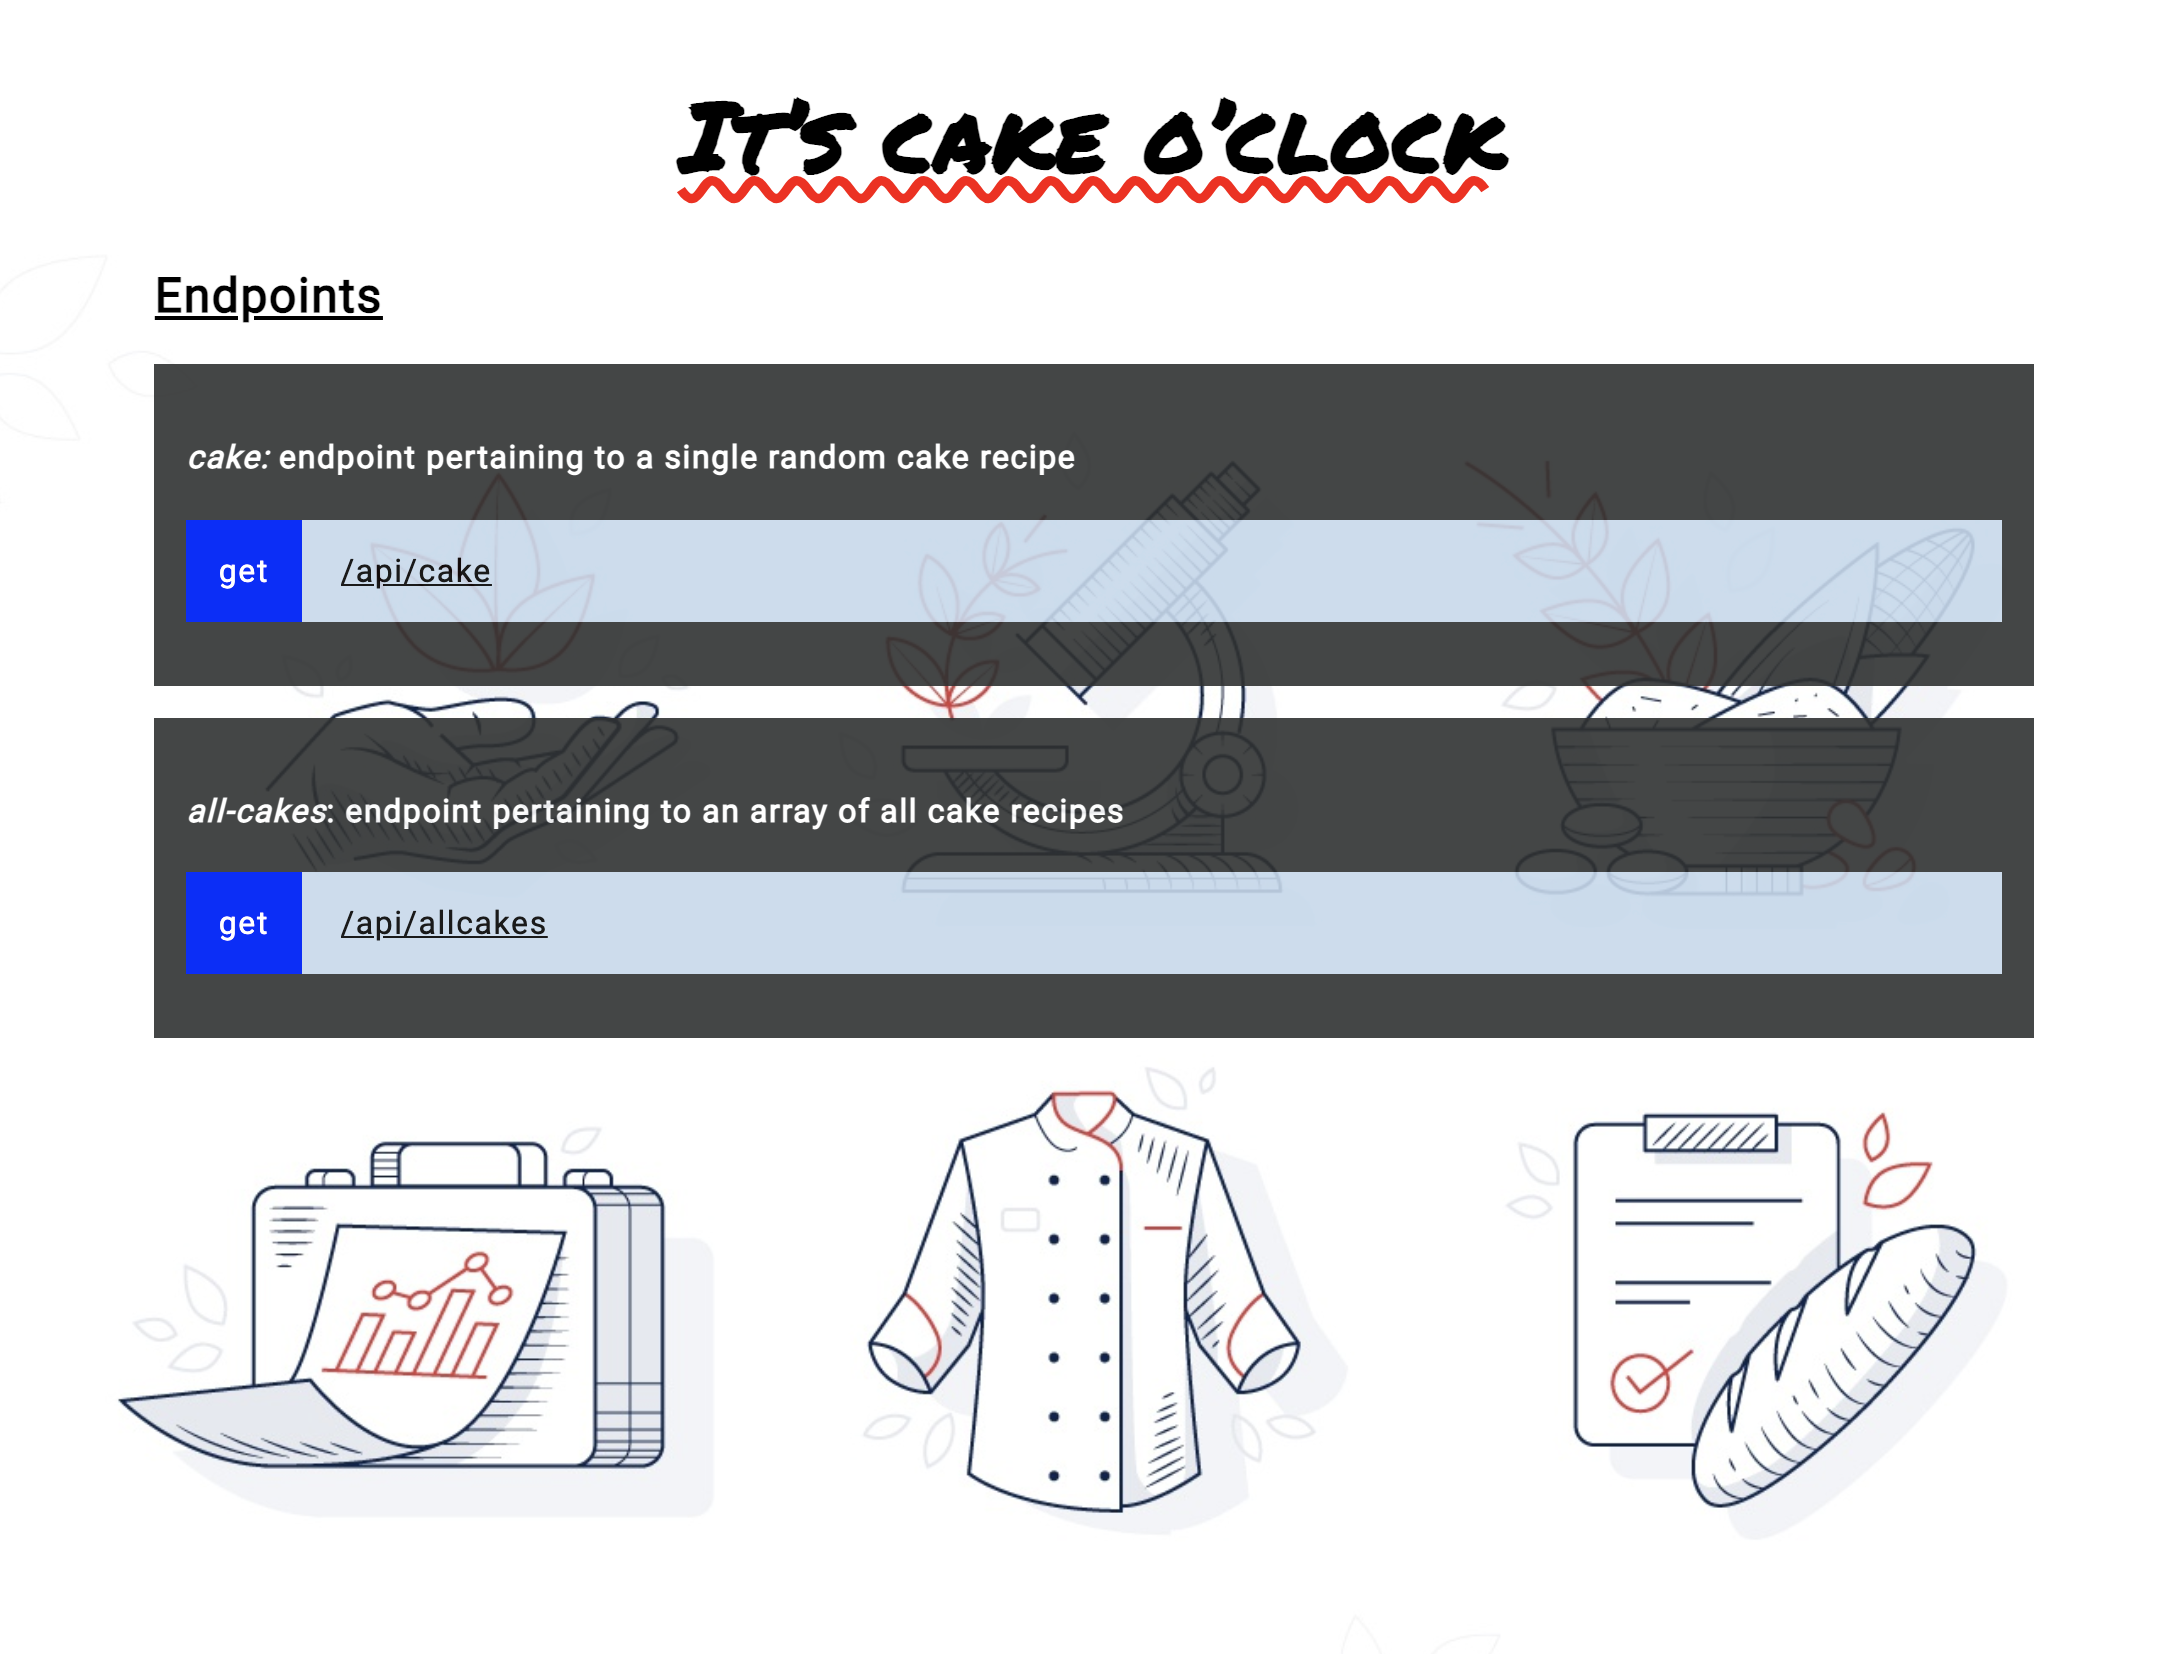 It's cake o'clock
Endpoints
cake: endpoint pertaining to a single random cake recipe
get /api/cake
all-cakes: endpoint pertaining to an array of all cake recipes
get /api/allcakes